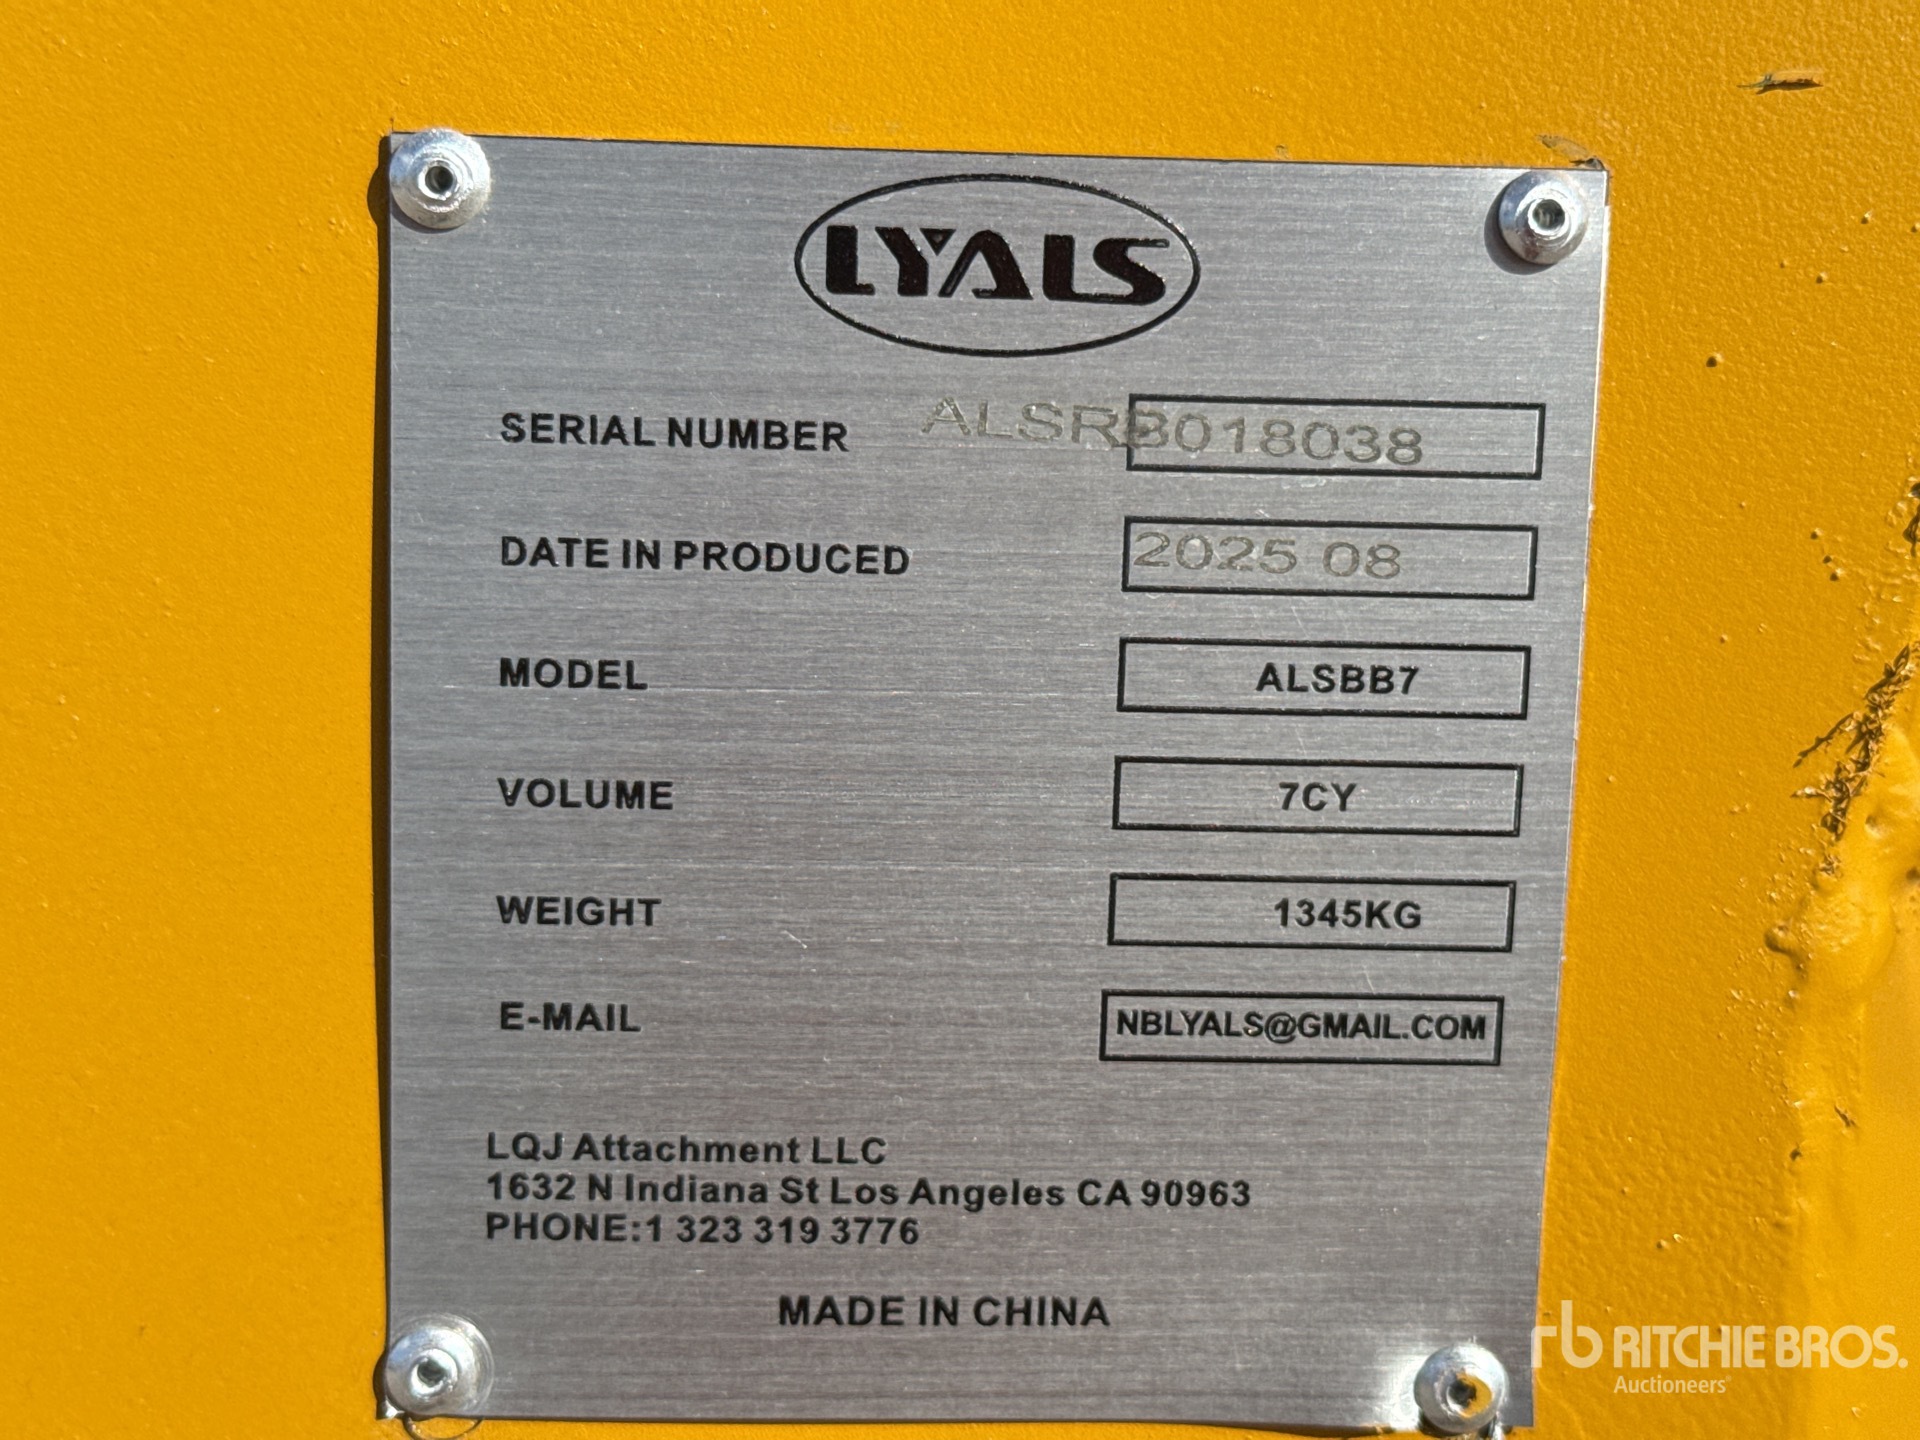 LYALS
SERIAL NUMBER ALSRB018038
DATE IN PRODUCED 2025 08
MODEL ALSBB7
VOLUME 7CY
WEIGHT 1345KG
E-MAIL NBLYALS@GMAIL.COM
LQJ Attachment LLC
1632 N Indiana St Los Angeles CA 90963
PHONE:1 323 319 3776
MADE IN CHINA
rb RITCHIE BROS.
Auctioneers